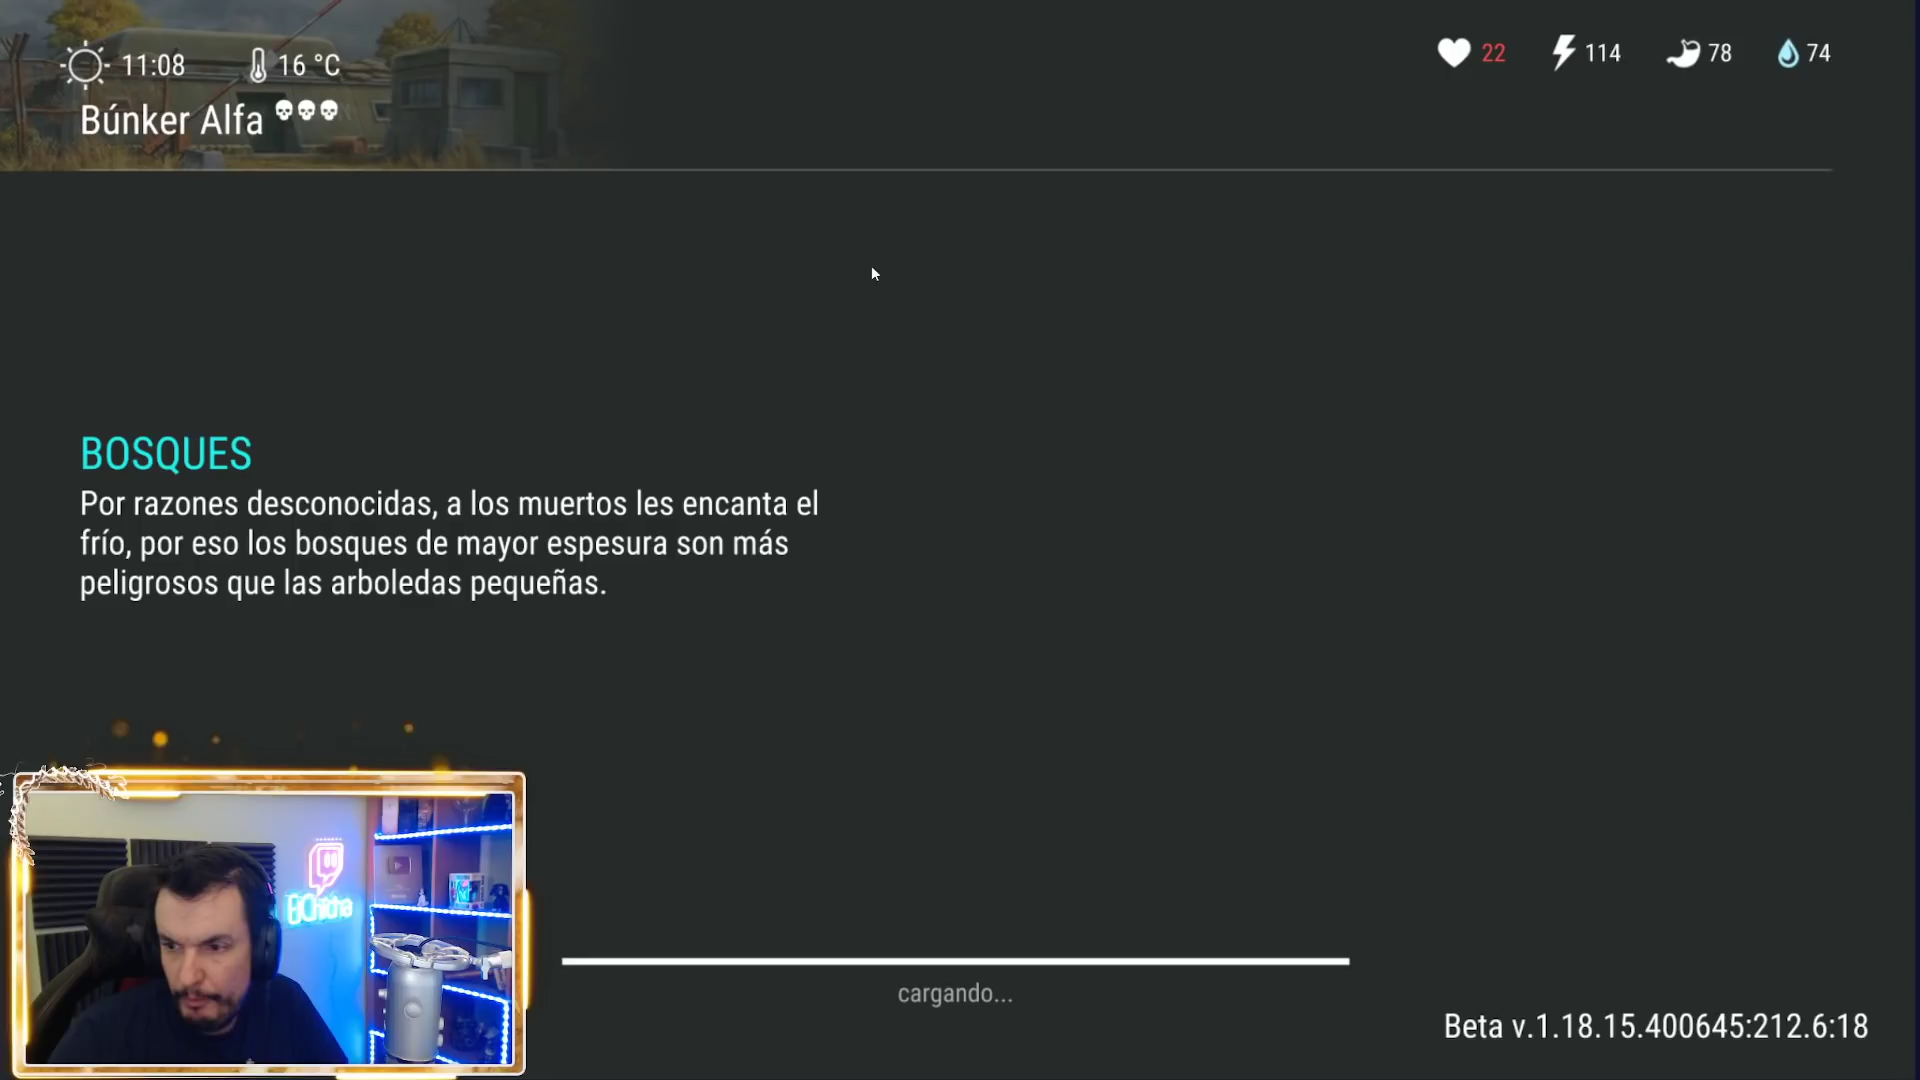 11:08 16 °C
22 114 78 74
Búnker Alfa
BOSQUES
Por razones desconocidas, a los muertos les encanta el
frío, por eso los bosques de mayor espesura son más
peligrosos que las arboledas pequeñas.
cargando...
Beta v.1.18.15.400645:212.6:18